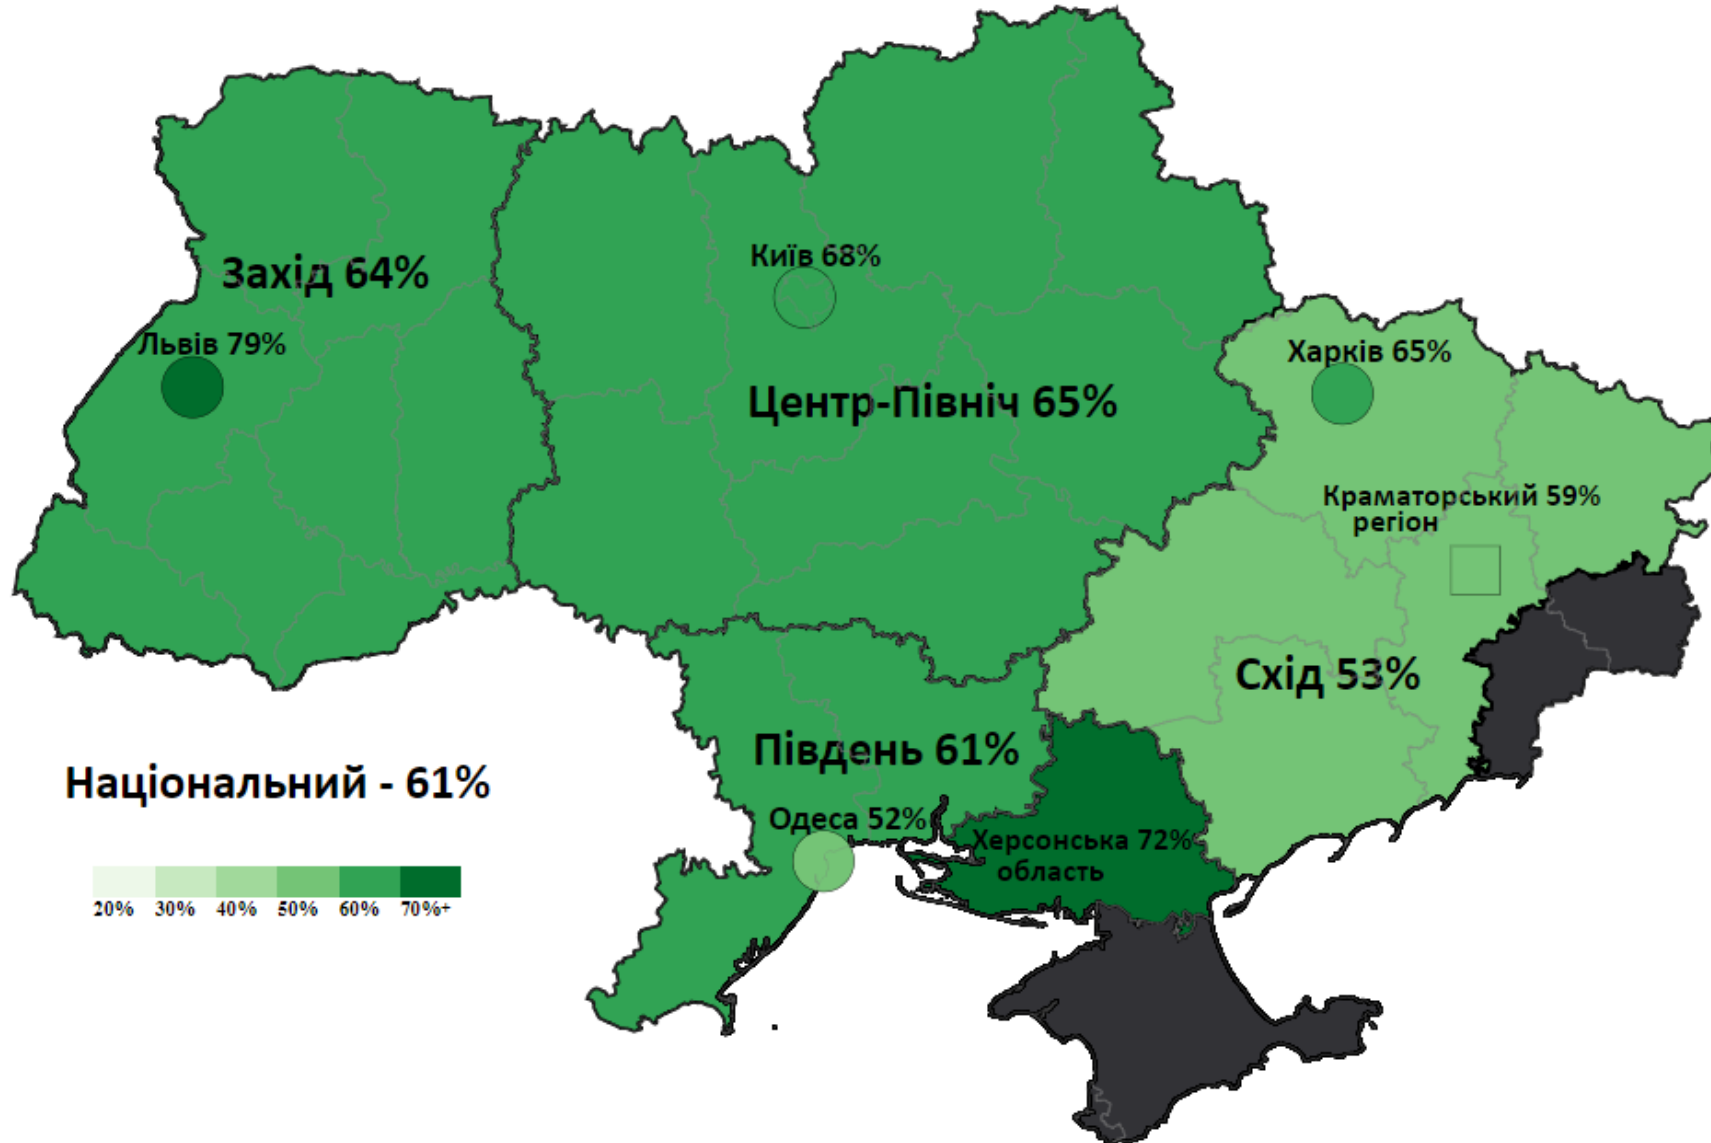 Київ 68%
Захід 64%
Львів 79%
Харків 65%
Центр-Північ 65%
Краматорський 59%
регіон
Схід 53%
Південь 61%
Національний - 61%
Одеса 52%
Херсонська 72%
область
20% 30% 40% 50% 60% 70%+